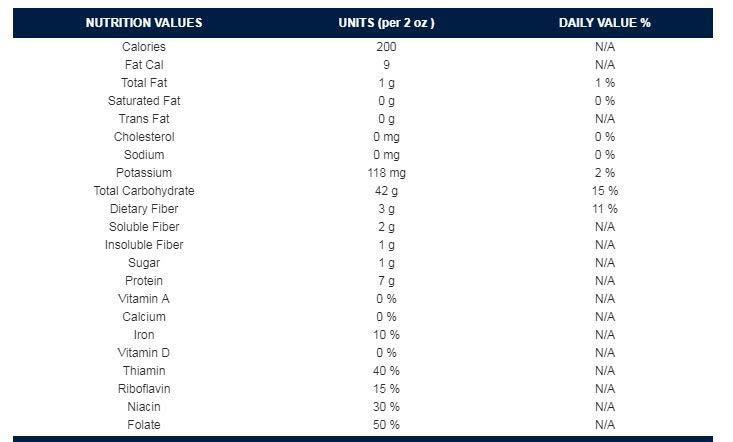 NUTRITION VALUES UNITS (per 2 oz ) DAILY VALUE %
Calories 200 N/A
Fat Cal 9 N/A
Total Fat 1 g 1 %
Saturated Fat 0 g 0 %
Trans Fat 0 g N/A
Cholesterol 0 mg 0 %
Sodium 0 mg 0 %
Potassium 118 mg 2 %
Total Carbohydrate 42 g 15 %
Dietary Fiber 3 g 11 %
Soluble Fiber 2 g N/A
Insoluble Fiber 1 g N/A
Sugar 1 g N/A
Protein 7 g N/A
Vitamin A 0 % N/A
Calcium 0 % N/A
Iron 10 % N/A
Vitamin D 0 % N/A
Thiamin 40 % N/A
Riboflavin 15 % N/A
Niacin 30 % N/A
Folate 50 % N/A